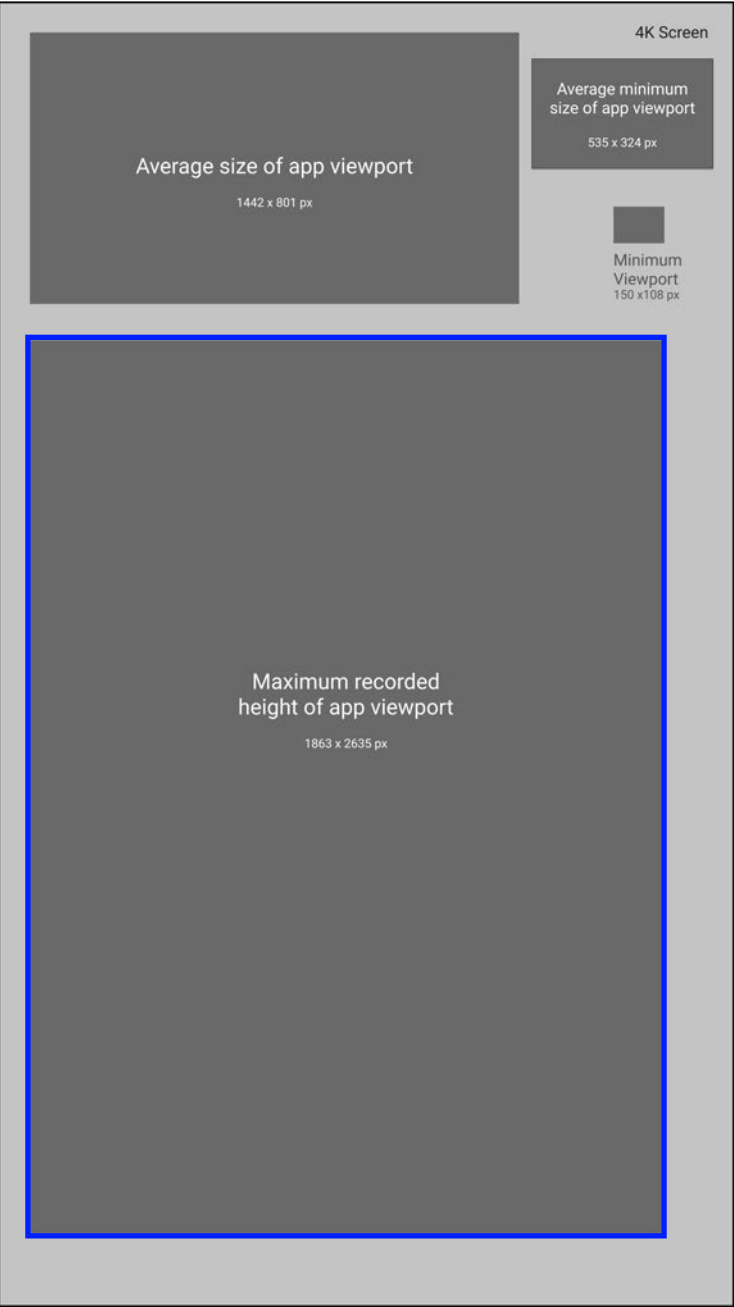 4K Screen
Average size of app viewport
1442 x 801 px
Average minimum
size of app viewport
535 x 324 px
Minimum
Viewport
150 x108 px
Maximum recorded
height of app viewport
1863 x 2635 px